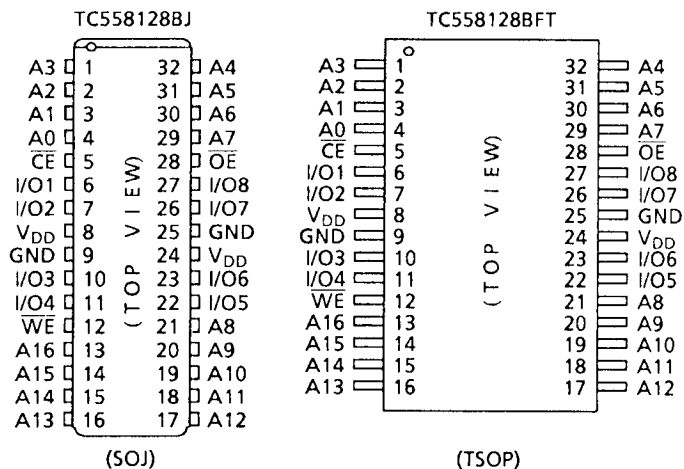 TC558128BJ
A3 1 32 A4
A2 2 31 A5
A1 3 30 A6
A0 4 29 A7
CE 5 28 OE
I/O1 6 27 I/O8
I/O2 7 26 I/O7
VDD 8 25 GND
GND 9 24 VDD
I/O3 10 23 I/O6
I/O4 11 22 I/O5
WE 12 21 A8
A16 13 20 A9
A15 14 19 A10
A14 15 18 A11
A13 16 17 A12
(TOP VIEW)
(SOJ)
TC558128BFT
A3 1 32 A4
A2 2 31 A5
A1 3 30 A6
A0 4 29 A7
CE 5 28 OE
I/O1 6 27 I/O8
I/O2 7 26 I/O7
VDD 8 25 GND
GND 9 24 VDD
I/O3 10 23 I/O6
I/O4 11 22 I/O5
WE 12 21 A8
A16 13 20 A9
A15 14 19 A10
A14 15 18 A11
A13 16 17 A12
(TOP VIEW)
(TSOP)